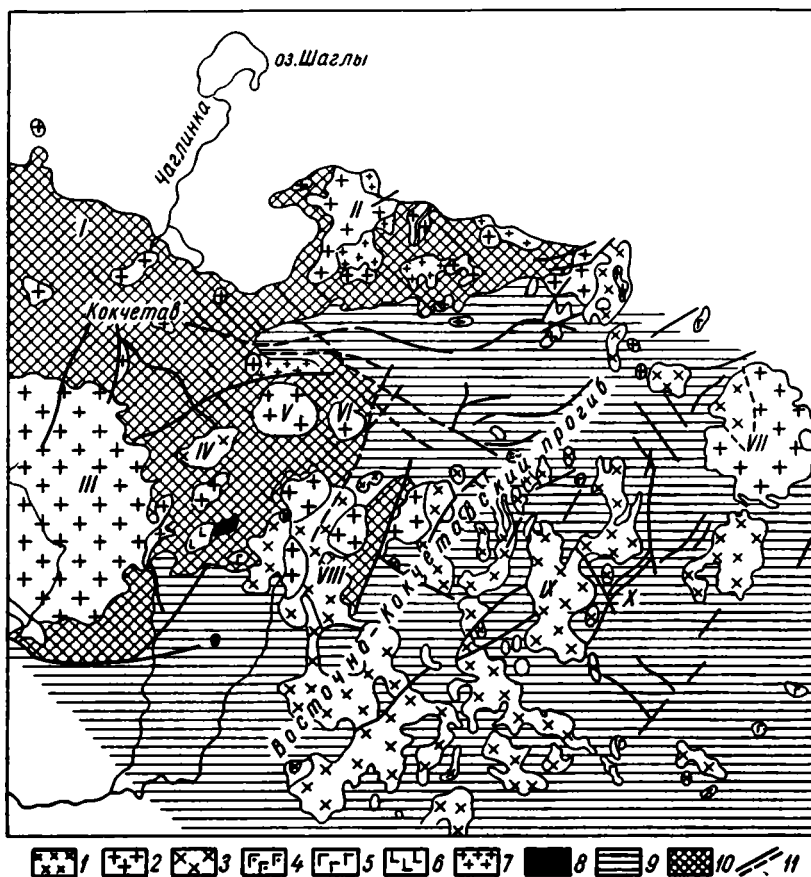 оз. Шаглы
Чаглинка
I
II
Кокчетав
III
IV
V
VI
VII
VIII
IX
X
Восточно-Кокчетавский прогиб
1 2 3 4 5 6 7 8 9 10 11